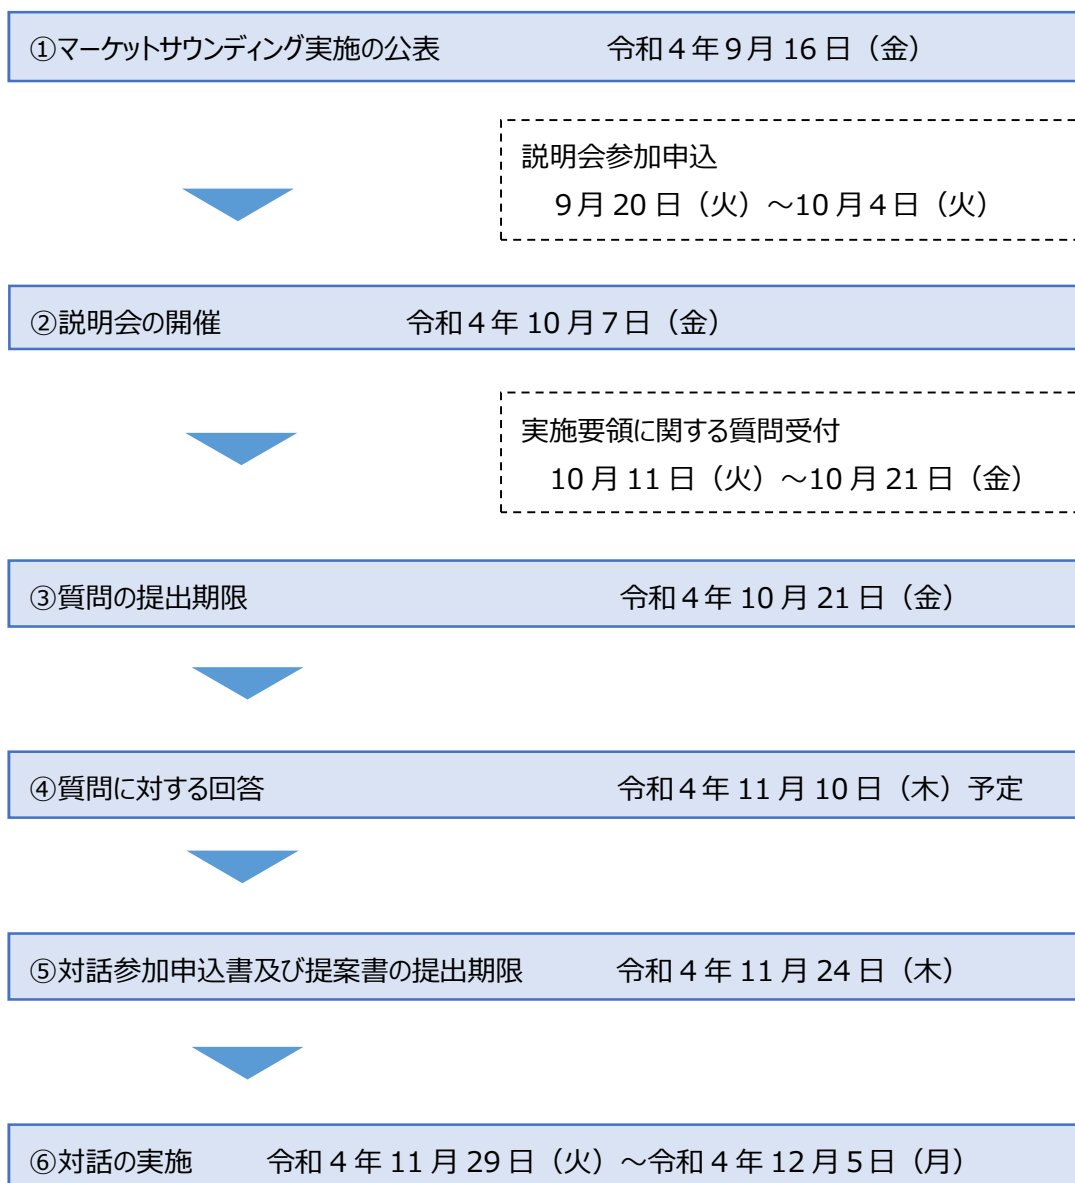 ①マーケットサウンディング実施の公表 令和４年９月 16 日（金）
説明会参加申込
９月 20 日（火）～10 月４日（火）
②説明会の開催 令和４年 10 月７日（金）
実施要領に関する質問受付
10 月 11 日（火）～10 月 21 日（金）
③質問の提出期限 令和４年 10 月 21 日（金）
④質問に対する回答 令和４年 11 月 10 日（木）予定
⑤対話参加申込書及び提案書の提出期限 令和４年 11 月 24 日（木）
⑥対話の実施 令和４年 11 月 29 日（火）～令和４年 12 月５日（月）